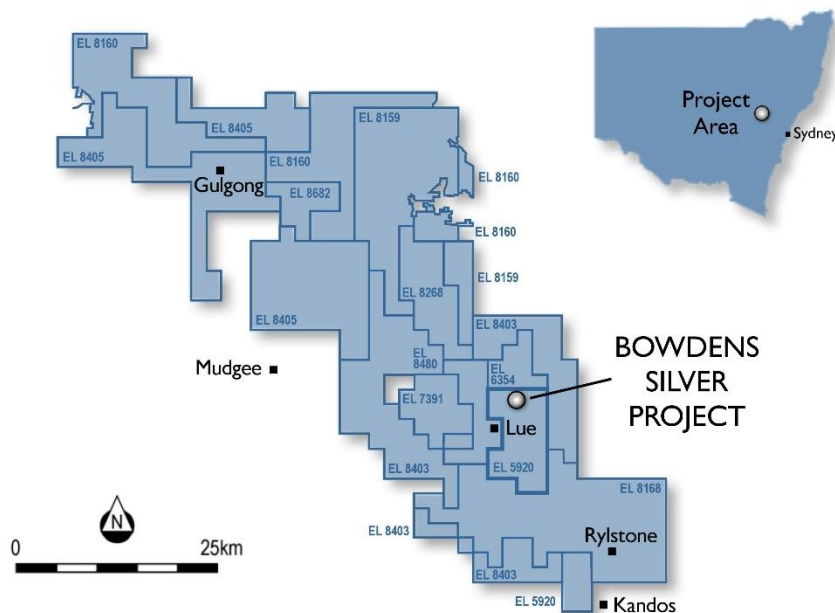 EL 8160
EL 8159
EL 8405
EL 8405
EL 8160
Gulgong
EL 8682
EL 8160
EL 8160
EL 8159
EL 8268
EL 8405
EL 8403
Mudgee
EL
8480
EL
6354
EL 7391
BOWDENS
SILVER
PROJECT
Lue
EL 8403
EL 5920
EL 8168
EL 8403
Rylstone
EL 8403
EL 5920
Kandos
N
0
25km
Project
Area
Sydney